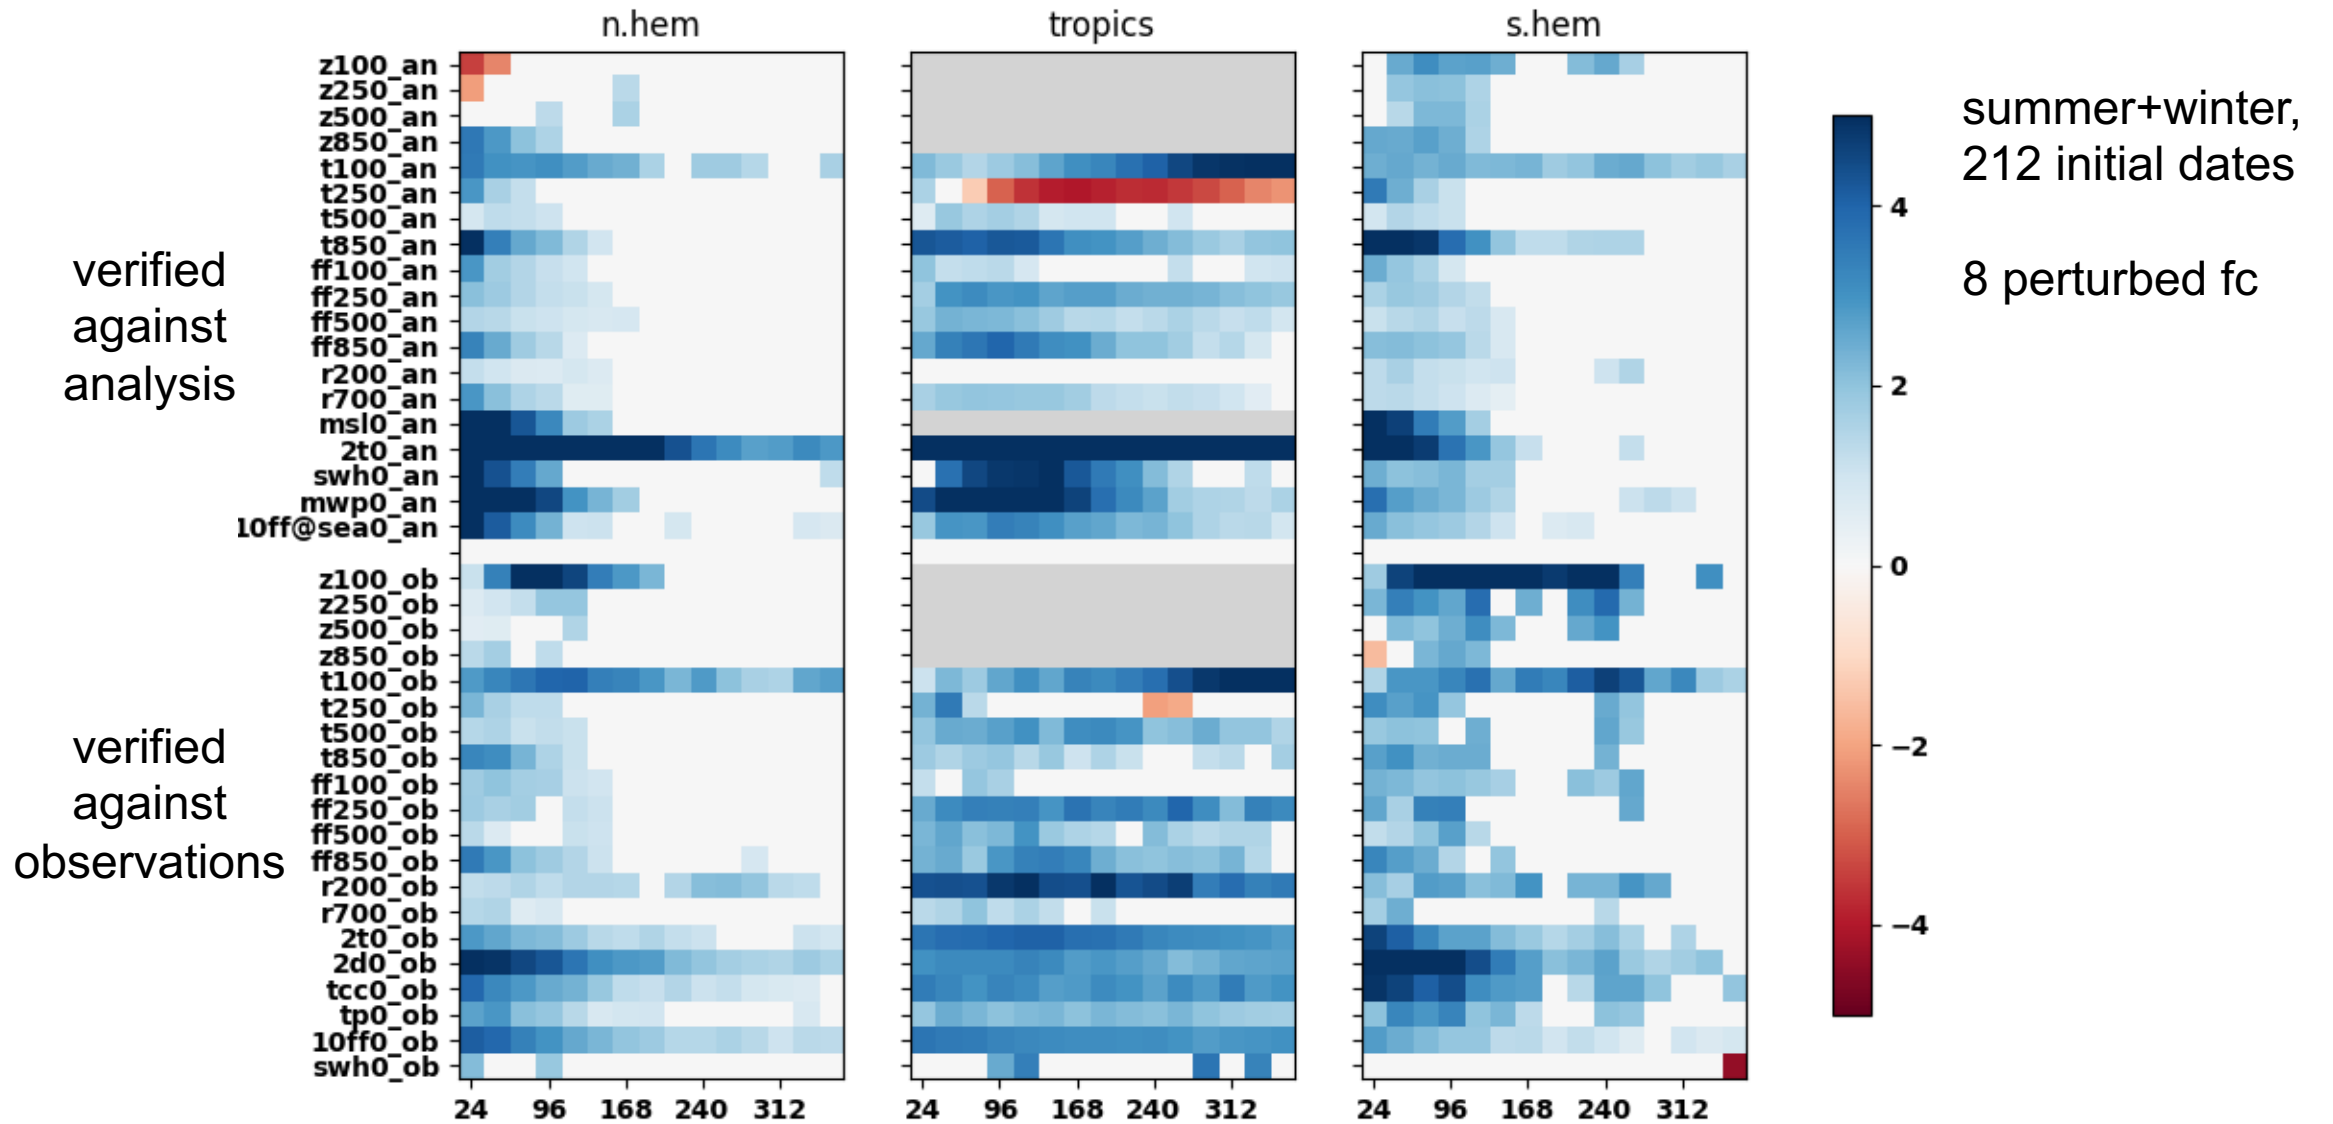 n.hem
tropics
s.hem
z100_an
z250_an
z500_an
z850_an
t100_an
t250_an
t500_an
t850_an
ff100_an
ff250_an
ff500_an
ff850_an
r200_an
r700_an
msl0_an
2t0_an
swh0_an
mwp0_an
10ff@sea0_an
z100_ob
z250_ob
z500_ob
z850_ob
t100_ob
t250_ob
t500_ob
t850_ob
ff100_ob
ff250_ob
ff500_ob
ff850_ob
r200_ob
r700_ob
2t0_ob
2d0_ob
tcc0_ob
tp0_ob
10ff0_ob
swh0_ob
verified
against
analysis
verified
against
observations
24 96 168 240 312
24 96 168 240 312
24 96 168 240 312
4
2
0
−2
−4
summer+winter,
212 initial dates
8 perturbed fc